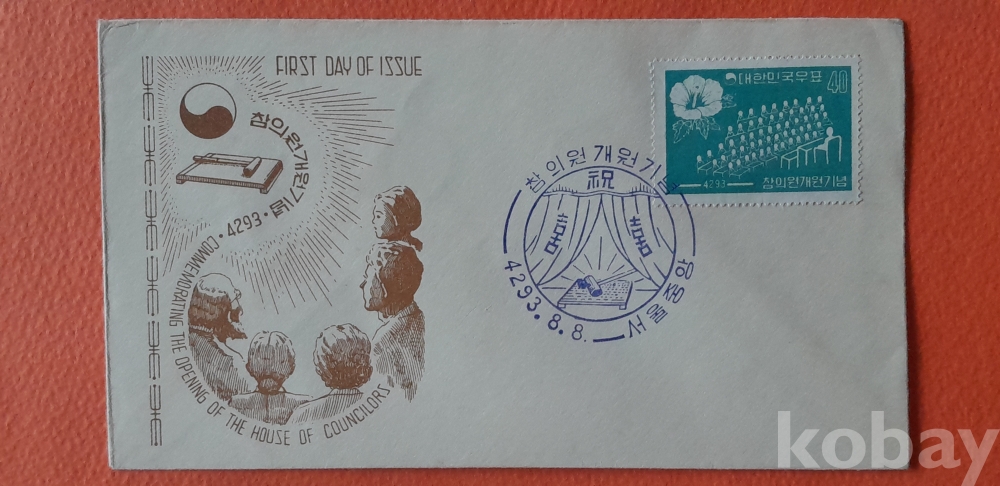 FIRST DAY OF ISSUE
참의원개원기념 · 4293 · COMMEMORATING THE OPENING OF THE HOUSE OF COUNCILORS
대한민국우표 40
4293 참의원개원기념
참의원개원기념
祝
4293.8.8.
서울중앙
kobay